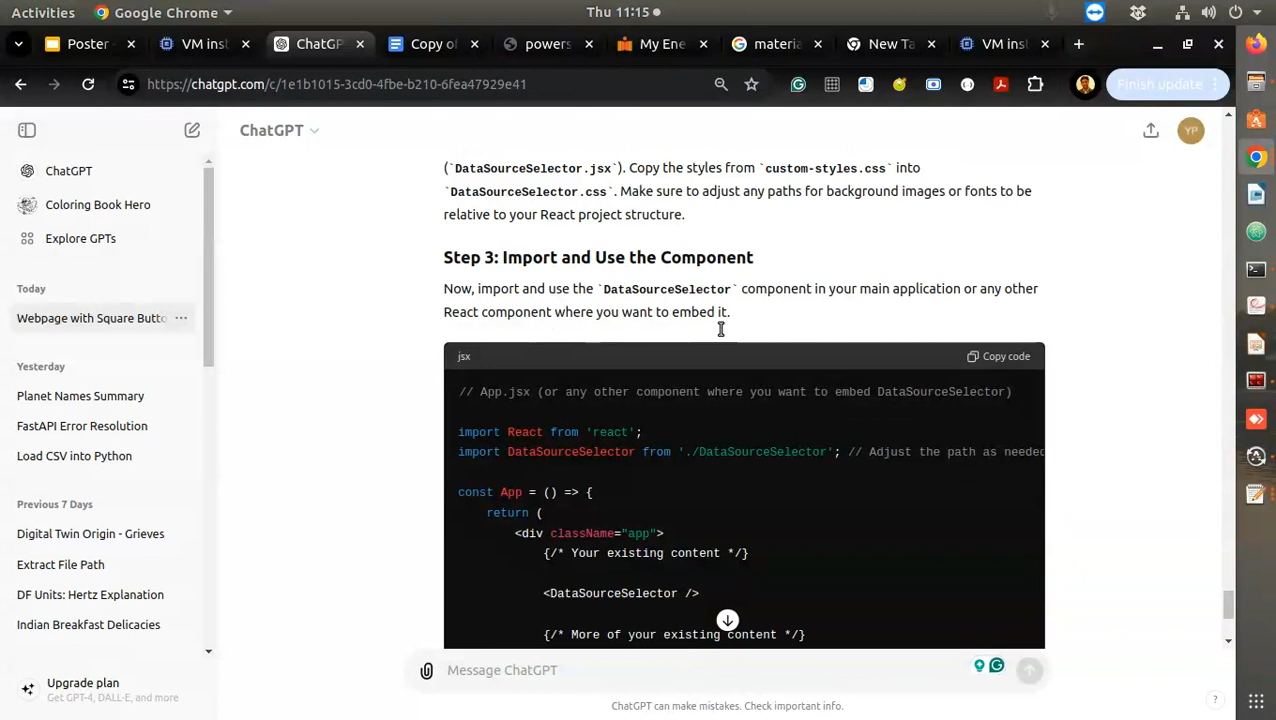 Activities
Google Chrome
Thu 11:15
Poster
VM inst
ChatGP
Copy of
powers
My Ene
materia
New Ta
VM inst
https://chatgpt.com/c/1e1b1015-3cd0-4fbe-b210-6fea47929e41
Finish update
ChatGPT
YP
ChatGPT
Coloring Book Hero
Explore GPTs
Today
Webpage with Square Butto
Yesterday
Planet Names Summary
FastAPI Error Resolution
Load CSV into Python
Previous 7 Days
Digital Twin Origin - Grieves
Extract File Path
DF Units: Hertz Explanation
Indian Breakfast Delicacies
Upgrade plan
Get GPT-4, DALL-E, and more
(`DataSourceSelector.jsx`). Copy the styles from `custom-styles.css` into
`DataSourceSelector.css`. Make sure to adjust any paths for background images or fonts to be
relative to your React project structure.
Step 3: Import and Use the Component
Now, import and use the `DataSourceSelector` component in your main application or any other
React component where you want to embed it.
jsx
Copy code
// App.jsx (or any other component where you want to embed DataSourceSelector)
import React from 'react';
import DataSourceSelector from './DataSourceSelector'; // Adjust the path as needed
const App = () => {
return (
<div className="app">
{/* Your existing content */}
<DataSourceSelector />
{/* More of your existing content */}
Message ChatGPT
ChatGPT can make mistakes. Check important info.
?